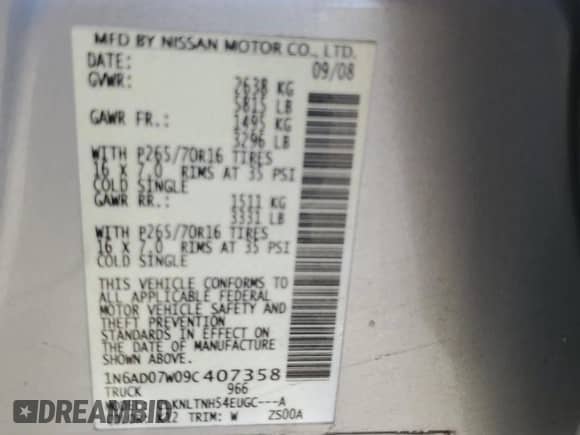 MFD BY NISSAN MOTOR CO., LTD.
DATE: 09/08
GVWR: 2638 KG
5815 LB
GAWR FR.: 1495 KG
3296 LB
WITH P265/70R16 TIRES
16 X 7.0 RIMS AT 35 PSI
COLD SINGLE
GAWR RR.: 1511 KG
3331 LB
WITH P265/70R16 TIRES
16 X 7.0 RIMS AT 35 PSI
COLD SINGLE
THIS VEHICLE CONFORMS TO
ALL APPLICABLE FEDERAL
MOTOR VEHICLE SAFETY AND
THEFT PREVENTION
STANDARDS IN EFFECT ON
THE DATE OF MANUFACTURE
SHOWN ABOVE.
1N6AD07W09C407358
TRUCK 966
TRIM: W ZS00A
DREAMBID